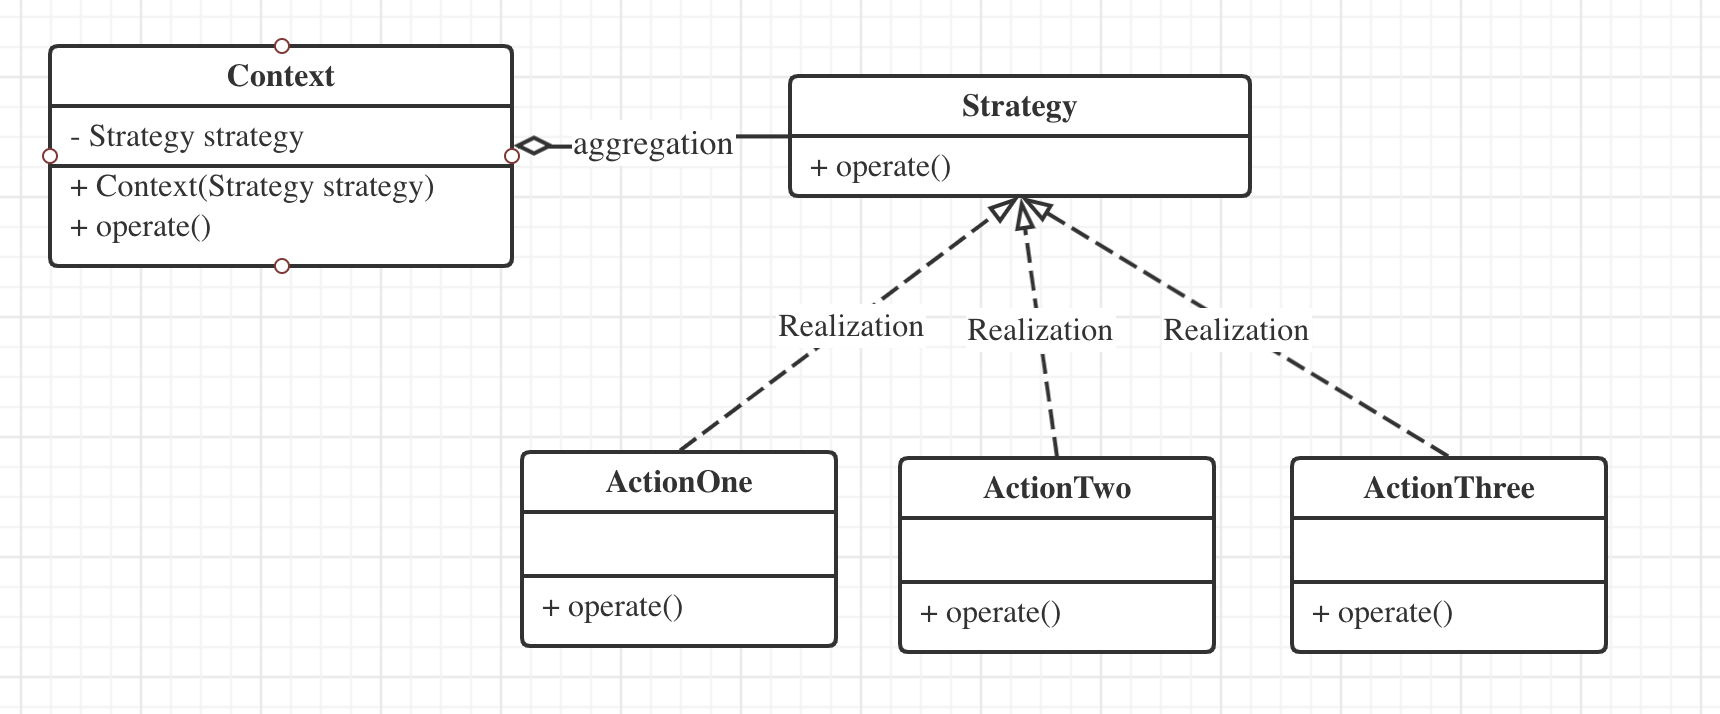 Context
- Strategy strategy
+ Context(Strategy strategy)
+ operate()
aggregation
Strategy
+ operate()
Realization
Realization
Realization
ActionOne
+ operate()
ActionTwo
+ operate()
ActionThree
+ operate()